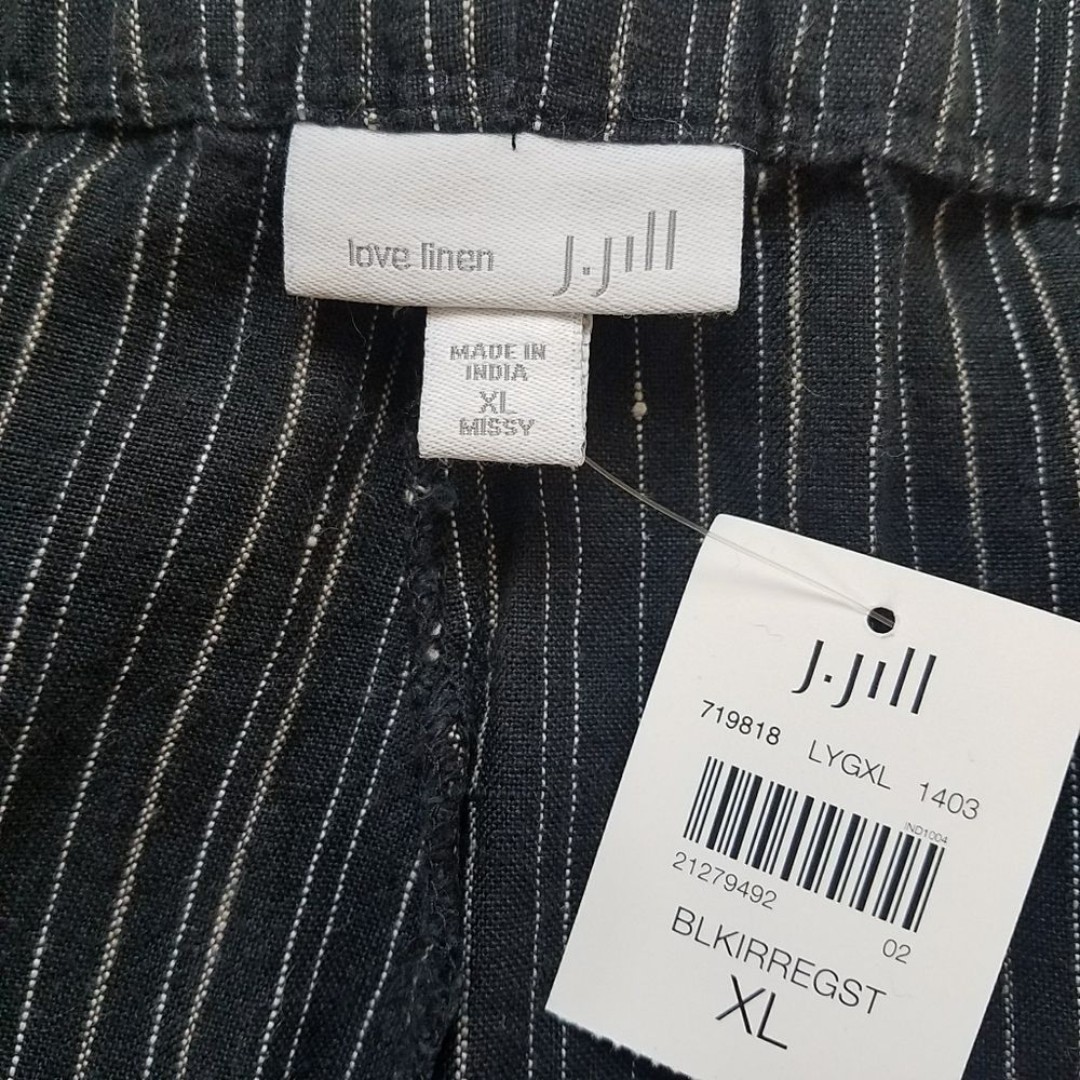 love linen J.Jill
MADE IN
INDIA
XL
MISSY
J.Jill
719818 LYGXL 1403
IND1004
21279492
02
BLKIRREGST
XL